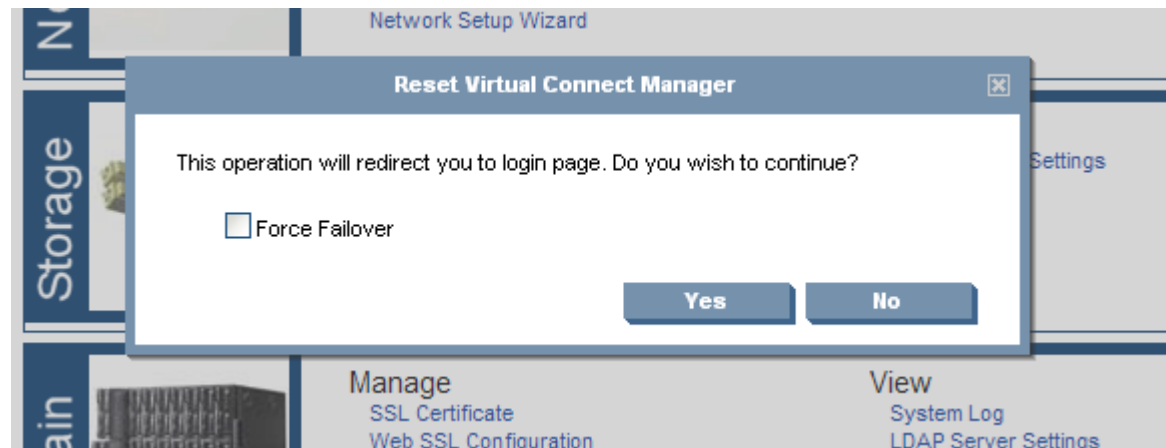 Network Setup Wizard
Reset Virtual Connect Manager
This operation will redirect you to login page. Do you wish to continue?
Settings
Storage
Force Failover
Yes
No
Manage
View
SSL Certificate
System Log
Web SSL Configuration
LDAP Server Settings